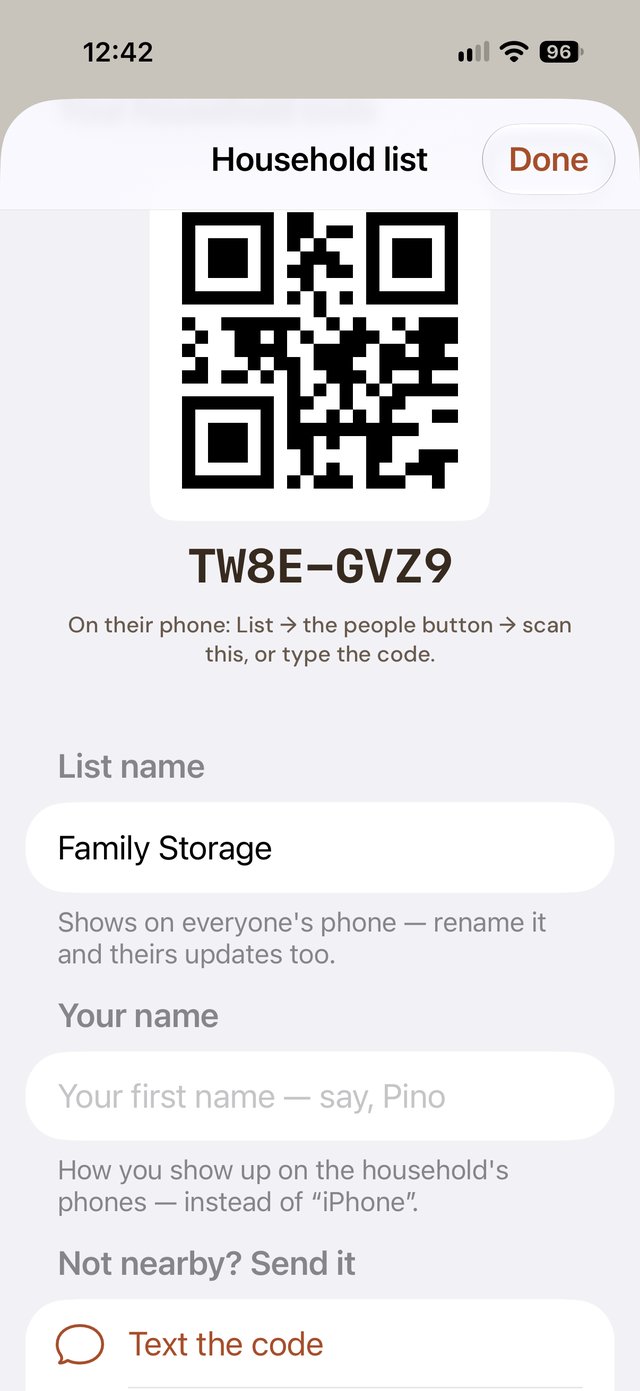 12:42
96
Household list
Done
TW8E–GVZ9
On their phone: List → the people button → scan
this, or type the code.
List name
Family Storage
Shows on everyone's phone — rename it
and theirs updates too.
Your name
Your first name — say, Pino
How you show up on the household's
phones — instead of “iPhone”.
Not nearby? Send it
Text the code